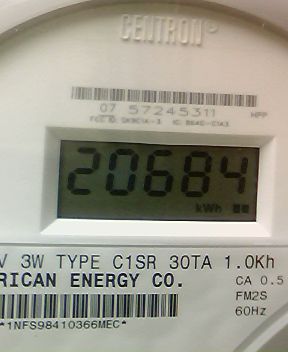 CENTRON®
07 57245311 HPP
20684
kWh
V 3W TYPE C1SR 30TA 1.0Kh
RICAN ENERGY CO.
CA 0.5
FM2S
60Hz
*1NFS98410366MEC*